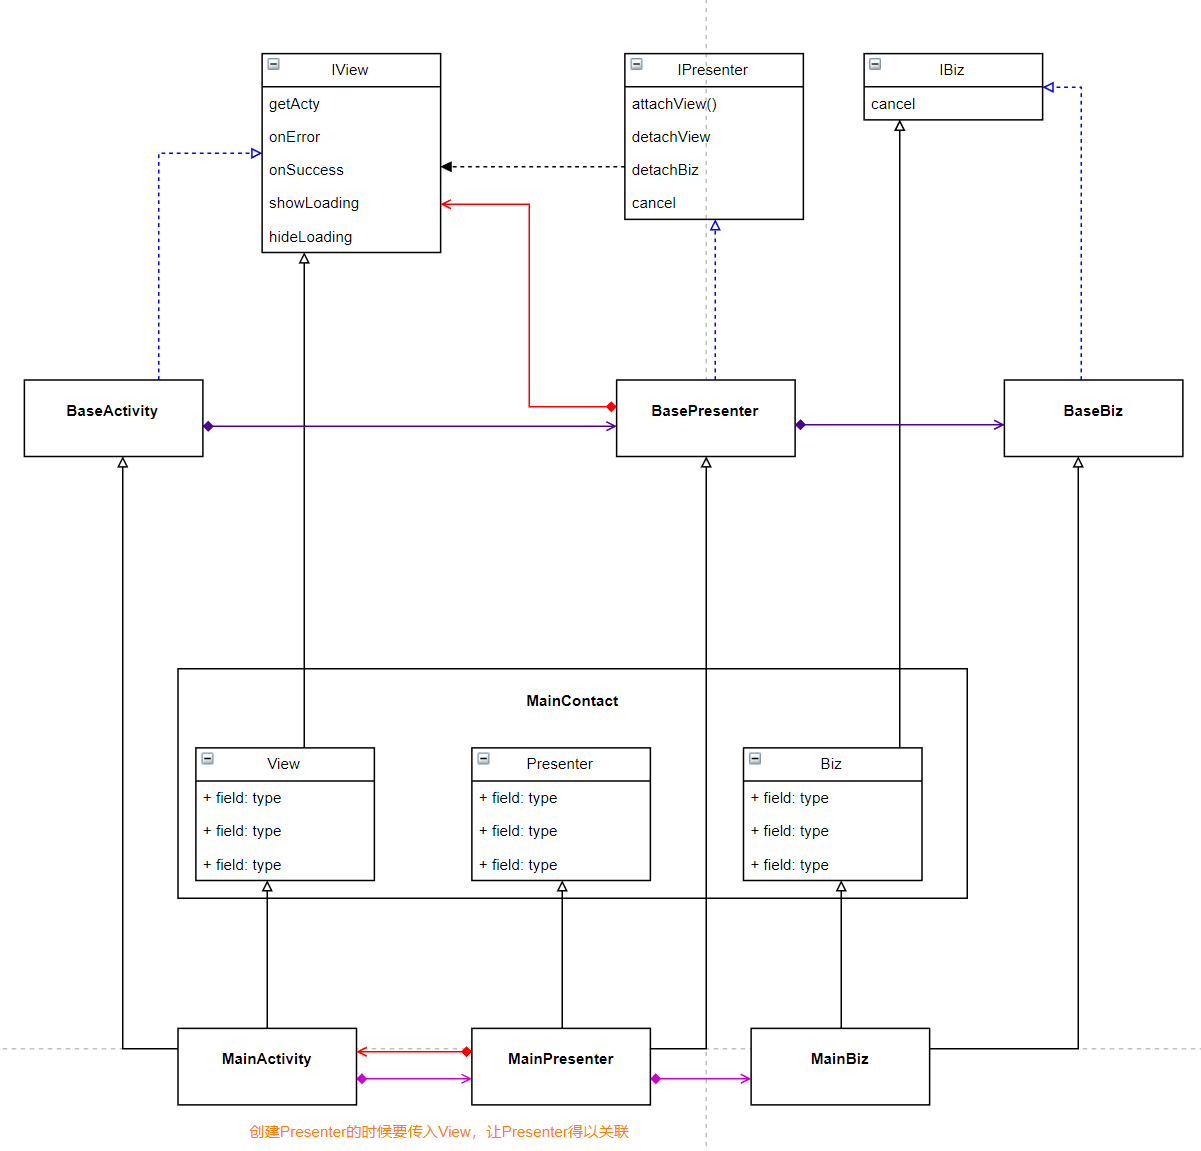 IView
getActy
onError
onSuccess
showLoading
hideLoading
IPresenter
attachView()
detachView
detachBiz
cancel
IBiz
cancel
BaseActivity
BasePresenter
BaseBiz
MainContact
View
+ field: type
+ field: type
+ field: type
Presenter
+ field: type
+ field: type
+ field: type
Biz
+ field: type
+ field: type
+ field: type
MainActivity
MainPresenter
MainBiz
创建Presenter的时候要传入View，让Presenter得以关联